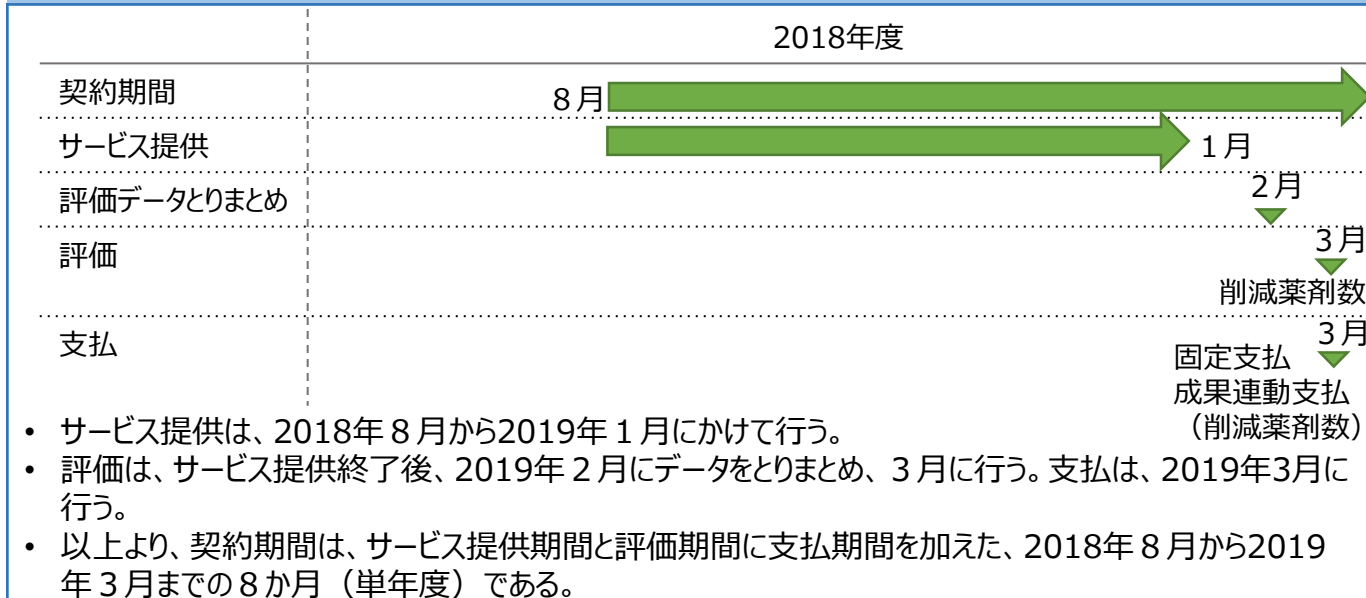 2018年度
契約期間
８月
サービス提供
１月
評価データとりまとめ
２月
評価
３月
削減薬剤数
支払
３月
固定支払
成果連動支払
（削減薬剤数）
• サービス提供は、2018年８月から2019年１月にかけて行う。
• 評価は、サービス提供終了後、2019年２月にデータをとりまとめ、３月に行う。支払は、2019年3月に
行う。
• 以上より、契約期間は、サービス提供期間と評価期間に支払期間を加えた、2018年８月から2019
年３月までの８か月（単年度）である。